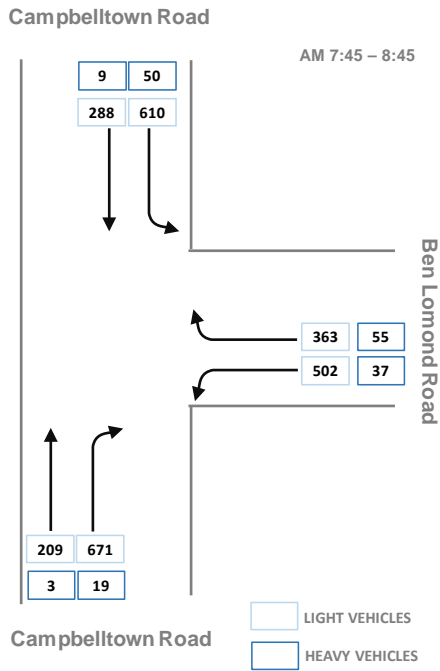 Campbelltown Road
AM 7:45 – 8:45
9 50
288 610
Ben Lomond Road
363 55
502 37
209 671
3 19
LIGHT VEHICLES
Campbelltown Road
HEAVY VEHICLES